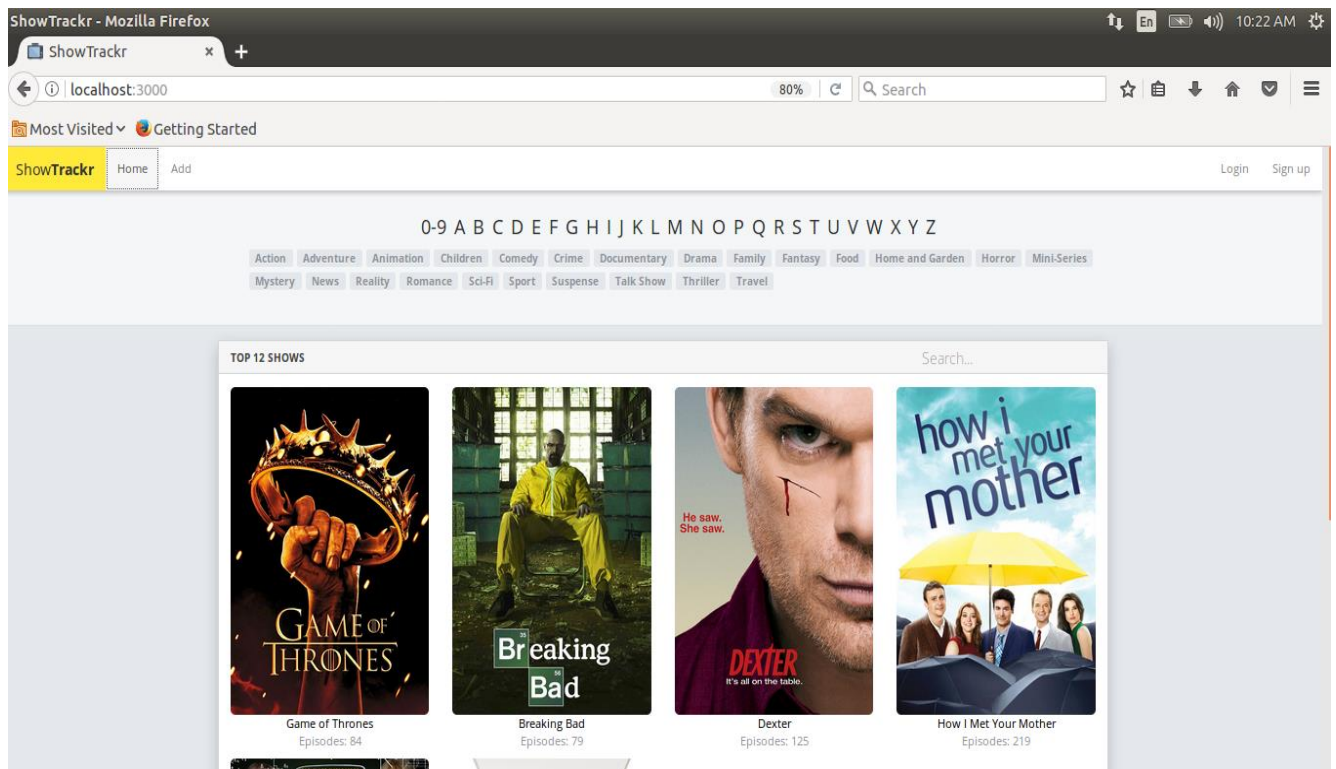 ShowTrackr - Mozilla Firefox
En 10:22 AM
ShowTrackr
localhost:3000 80% Search
Most Visited Getting Started
ShowTrackr Home Add Login Sign up
0-9 A B C D E F G H I J K L M N O P Q R S T U V W X Y Z
Action Adventure Animation Children Comedy Crime Documentary Drama Family Fantasy Food Home and Garden Horror Mini-Series
Mystery News Reality Romance Sci-Fi Sport Suspense Talk Show Thriller Travel
TOP 12 SHOWS Search...
GAME OF
THRONES
35
Breaking
56
Bad
He saw.
She saw.
DEXTER
It's all on the table.
how i
met your
mother
Game of Thrones Breaking Bad Dexter How I Met Your Mother
Episodes: 84 Episodes: 79 Episodes: 125 Episodes: 219